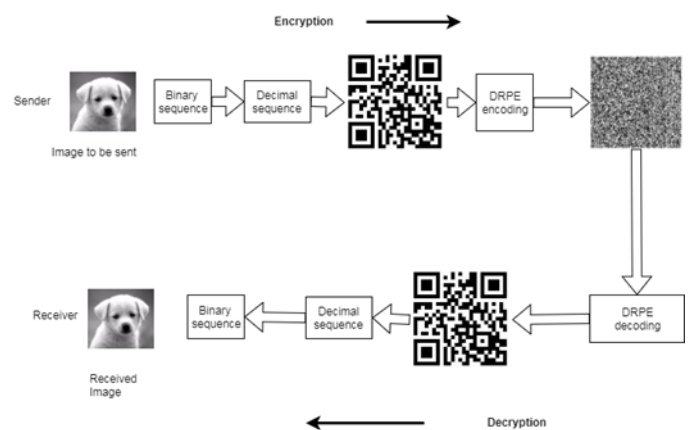 Encryption
Sender
Image to be sent
Binary
sequence
Decimal
sequence
DRPE
encoding
Receiver
Received
Image
Binary
sequence
Decimal
sequence
DRPE
decoding
Decryption